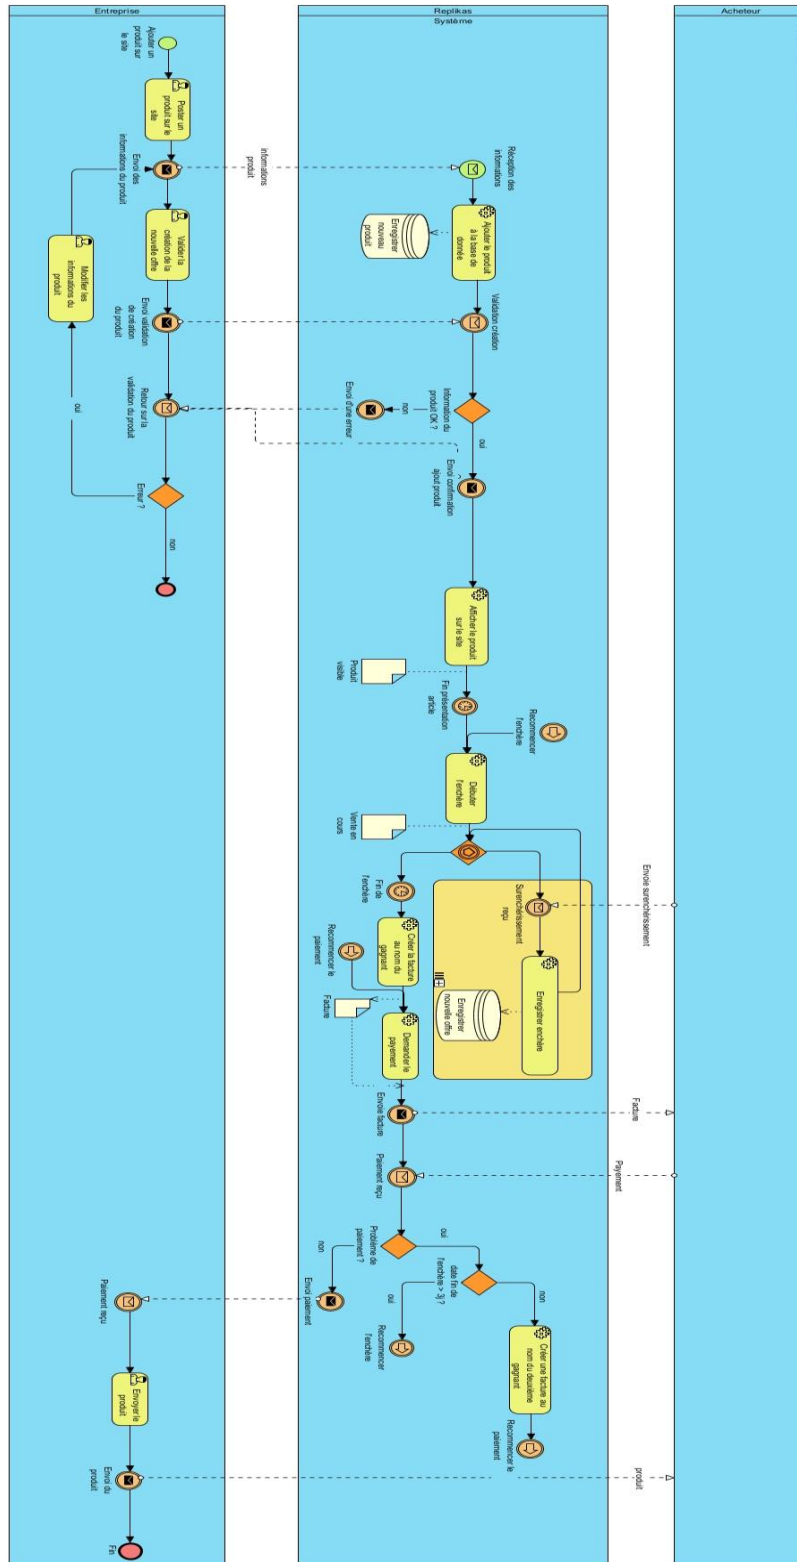 Entreprise
Replikas
Système
Acheteur
Ajouter un
produit sur
le site
Poster un
produit sur le
site
Envoi des
informations du produit
informations
produit
Réception des
informations
Ajouter le produit
à la base de
donnée
Enregistrer
nouveau
produit
Valider la
création de la
nouvelle offre
Modifier les
informations du
produit
Envoi validation
de création
du produit
Validation création
Retour sur la
validation du produit
Information du
produit OK ?
non
oui
Envoi d'une erreur
Envoi confirmation
ajout produit
oui
Erreur ?
non
Afficher le produit
sur le site
Produit
visible
Fin présentation
article
Recommencer
l'enchère
Débuter
l'enchère
Vente en
cours
Fin de
l'enchère
Surenchérissement
reçu
Envoie surenchérissement
Créer la facture
au nom du
gagnant
Enregistrer enchère
Enregistrer
nouvelle offre
Recommencer le
paiement
Facture
Demander le
payement
Envoie facture
Facture
Paiement reçu
Payement
Problème de
paiement ?
oui
non
date fin de
l'enchère > 3j ?
non
oui
Envoi paiement
Recommencer
l'enchère
Créer une facture au
nom du deuxième
gagnant
Recommencer le
paiement
Paiement reçu
Envoyer le
produit
Envoi du
produit
produit
Fin